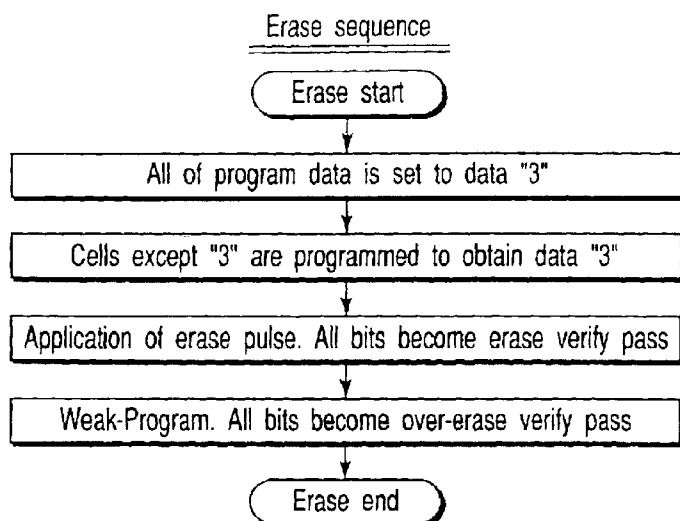 Erase sequence
Erase start
All of program data is set to data "3"
Cells except "3" are programmed to obtain data "3"
Application of erase pulse. All bits become erase verify pass
Weak-Program. All bits become over-erase verify pass
Erase end